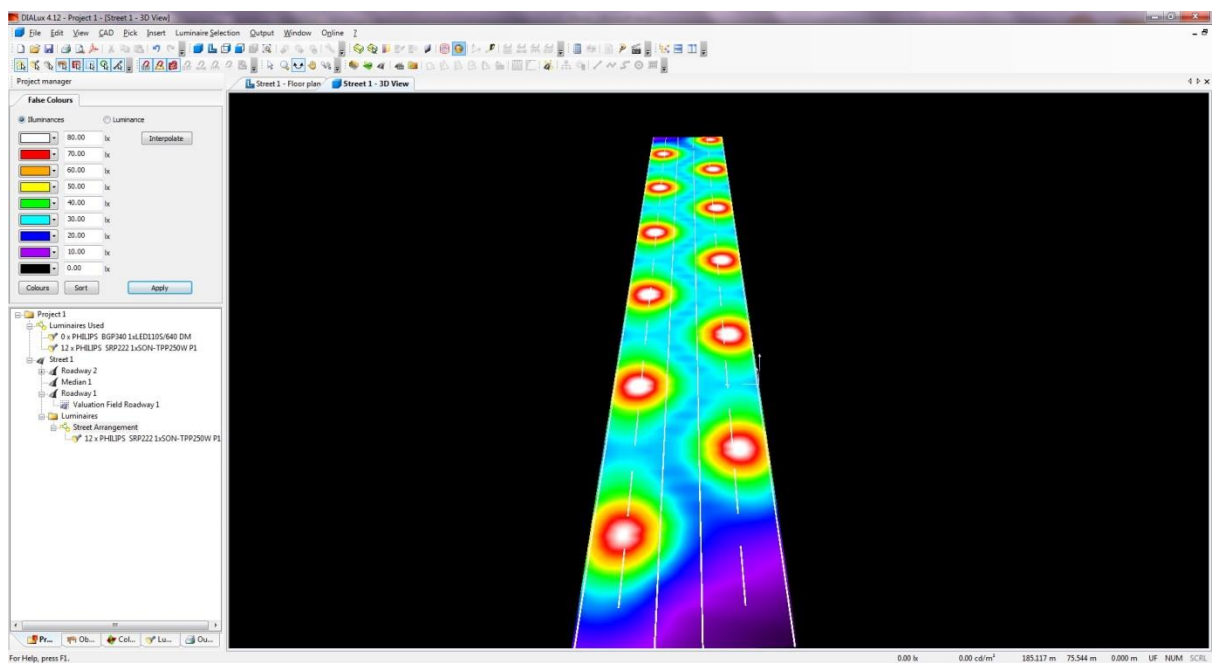 DIALux 4.12 - Project 1 - [Street 1 - 3D View]
File Edit View CAD Pick Insert Luminaire Selection Output Window Online ?
Project manager
Street 1 - Floor plan Street 1 - 3D View
False Colours
Illuminances Luminance
80.00 lx Interpolate
70.00 lx
60.00 lx
50.00 lx
40.00 lx
30.00 lx
20.00 lx
10.00 lx
0.00 lx
Colours Sort Apply
Project 1
Luminaires Used
0 x PHILIPS BGP340 1xLED110S/640 DM
12 x PHILIPS SRP222 1xSON-TPP250W P1
Street 1
Roadway 2
Median 1
Roadway 1
Valuation Field Roadway 1
Luminaires
Street Arrangement
12 x PHILIPS SRP222 1xSON-TPP250W P1
Pr... Ob... Col... Lu... Ou...
For Help, press F1. 0.00 lx 0.00 cd/m² 185.117 m 75.544 m 0.000 m UF NUM SCRL